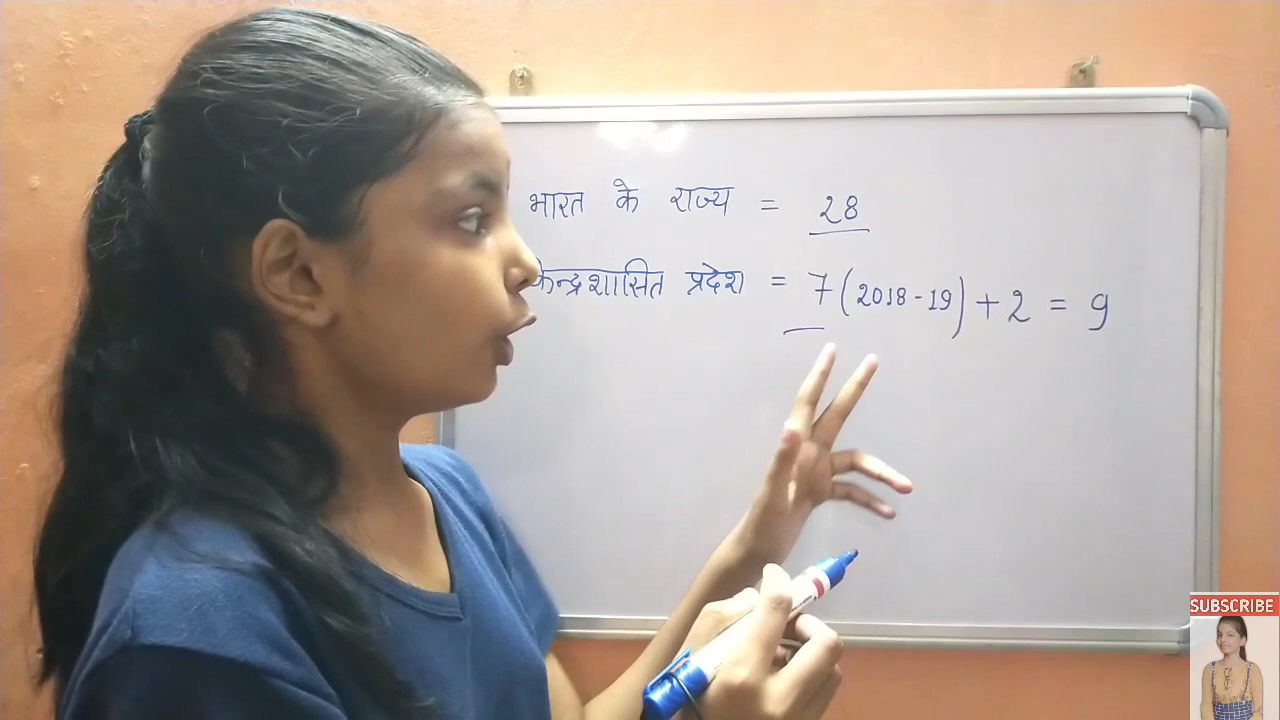 भारत के राज्य = 28
केन्द्रशासित प्रदेश = 7 (2018-19) + 2 = 9
SUBSCRIBE